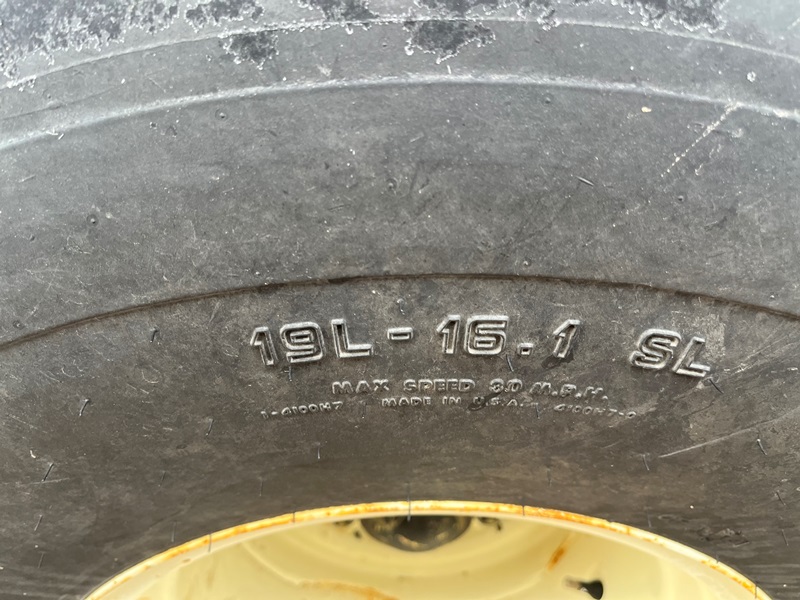 19L-16.1 SL
MAX SPEED 30 M.P.H.
MADE IN U.S.A.